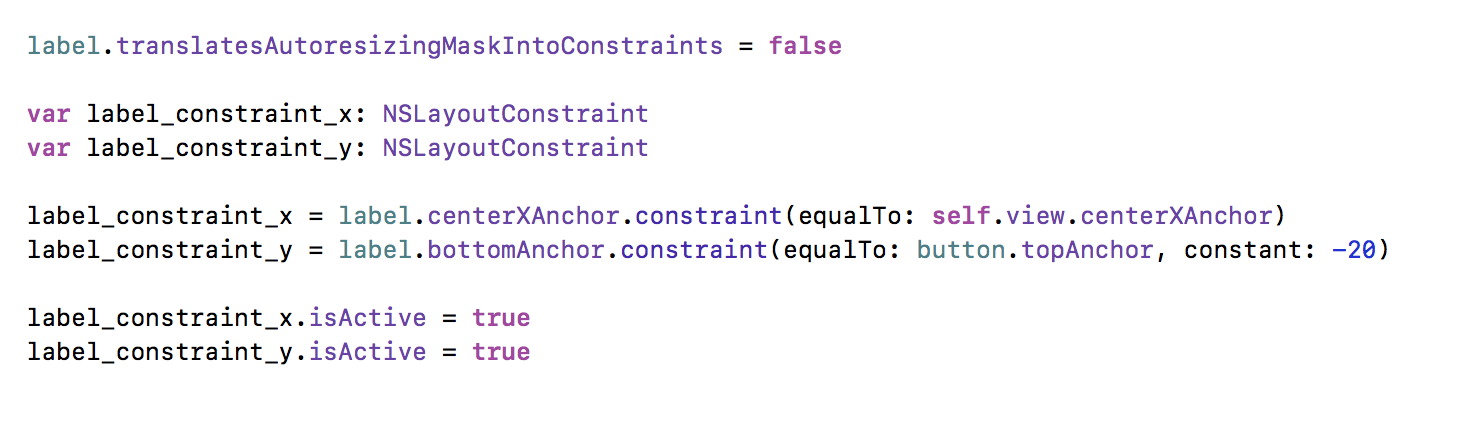 label.translatesAutoresizingMaskIntoConstraints = false
var label_constraint_x: NSLayoutConstraint
var label_constraint_y: NSLayoutConstraint
label_constraint_x = label.centerXAnchor.constraint(equalTo: self.view.centerXAnchor)
label_constraint_y = label.bottomAnchor.constraint(equalTo: button.topAnchor, constant: -20)
label_constraint_x.isActive = true
label_constraint_y.isActive = true